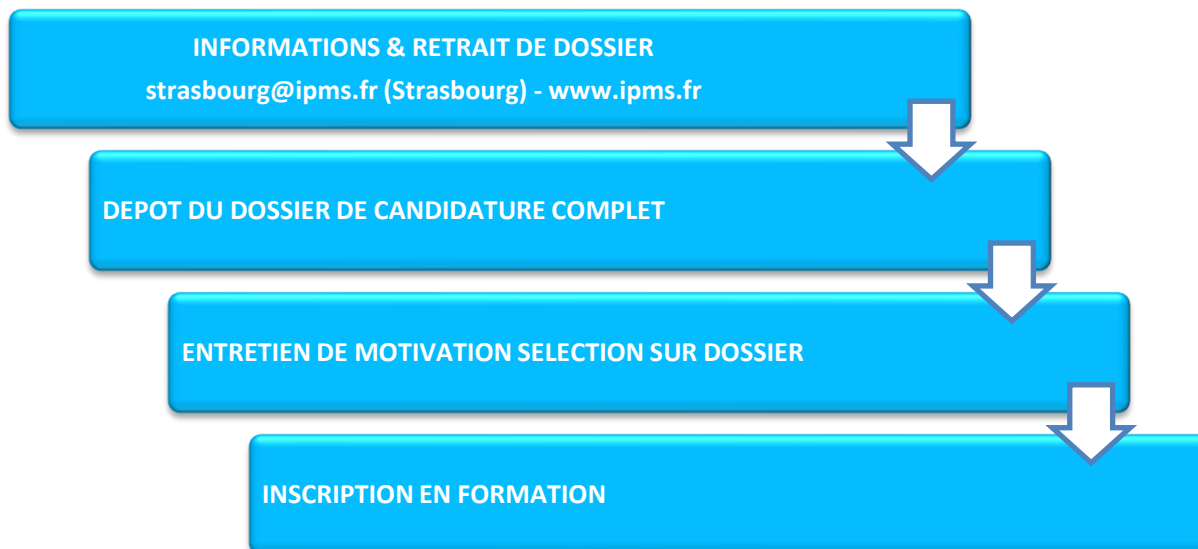 INFORMATIONS & RETRAIT DE DOSSIER
strasbourg@ipms.fr (Strasbourg) - www.ipms.fr
DEPOT DU DOSSIER DE CANDIDATURE COMPLET
ENTRETIEN DE MOTIVATION SELECTION SUR DOSSIER
INSCRIPTION EN FORMATION